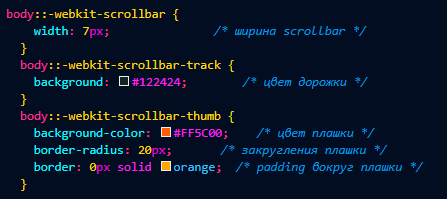 body::-webkit-scrollbar {
width: 7px; /* ширина scrollbar */
}
body::-webkit-scrollbar-track {
background: #122424; /* цвет дорожки */
}
body::-webkit-scrollbar-thumb {
background-color: #FF5C00; /* цвет плашки */
border-radius: 20px; /* закругления плашки */
border: 0px solid orange; /* padding вокруг плашки */
}